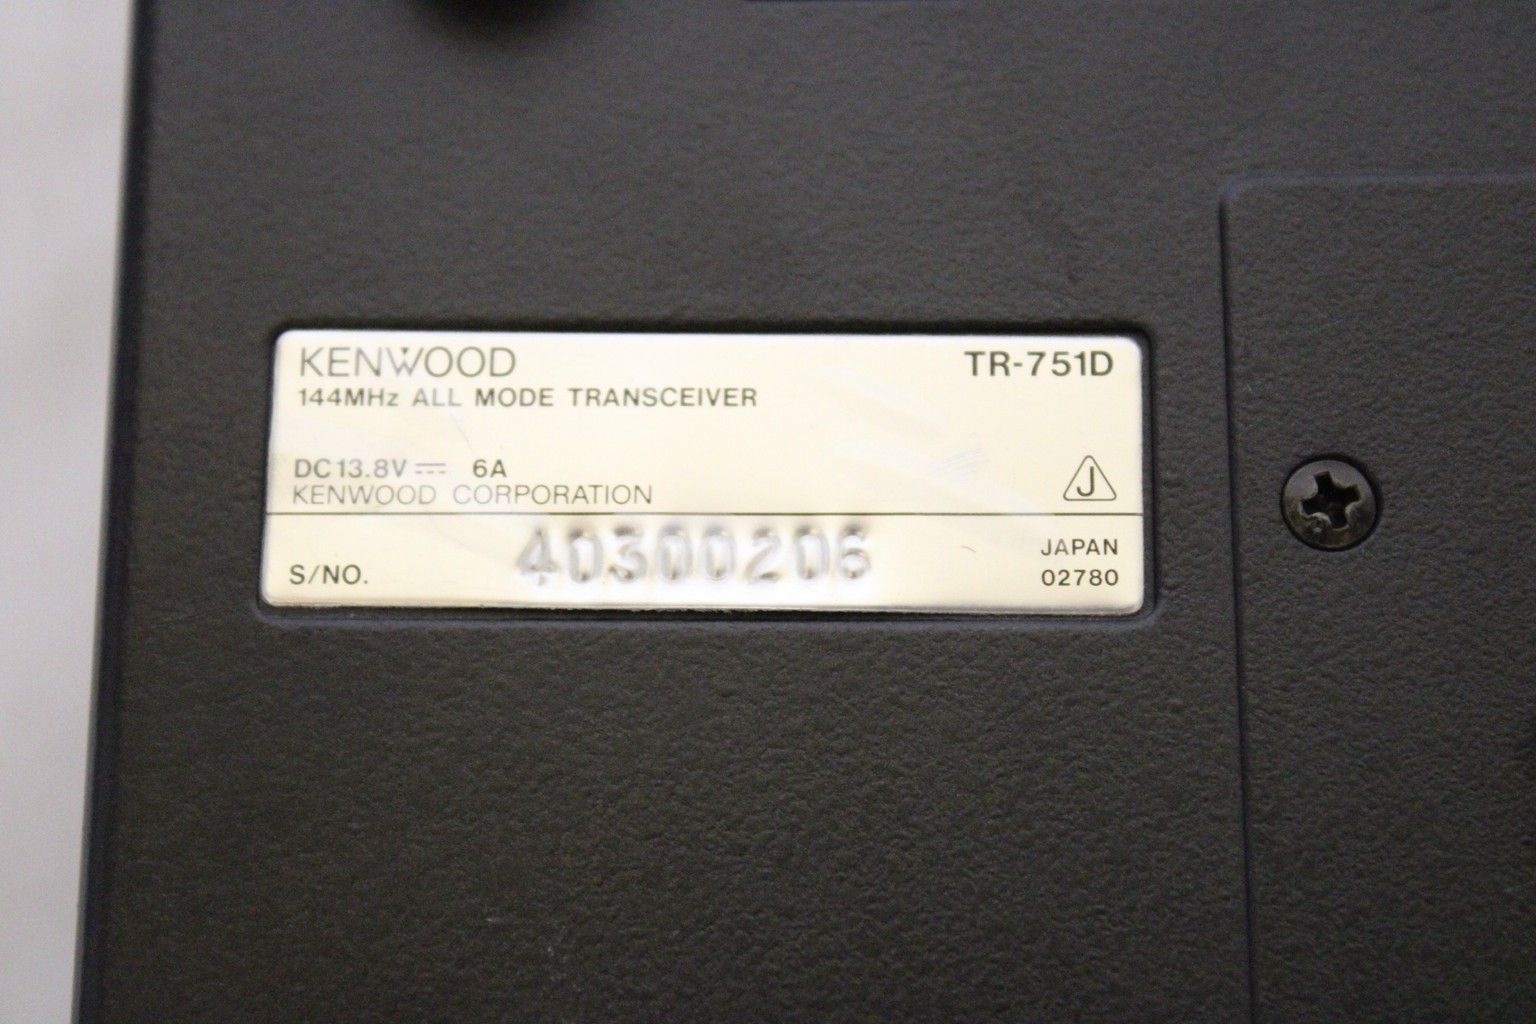 KENWOOD TR-751D
144MHz ALL MODE TRANSCEIVER
DC13.8V ⎓ 6A
KENWOOD CORPORATION
J
S/NO. 40300206
JAPAN
02780